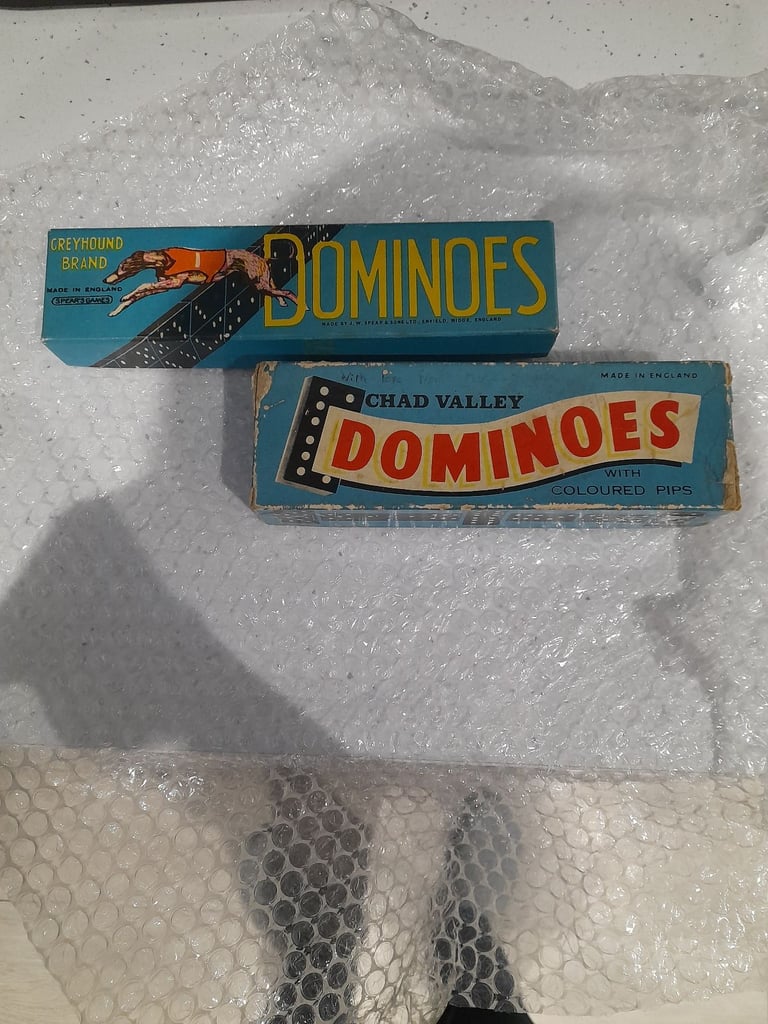 GREYHOUND
BRAND
MADE IN ENGLAND
SPEAR'S GAMES
DOMINOES
MADE BY J. W. SPEAR & SONS LTD., ENFIELD, MIDDX, ENGLAND
MADE IN ENGLAND
CHAD VALLEY
DOMINOES
WITH
COLOURED PIPS